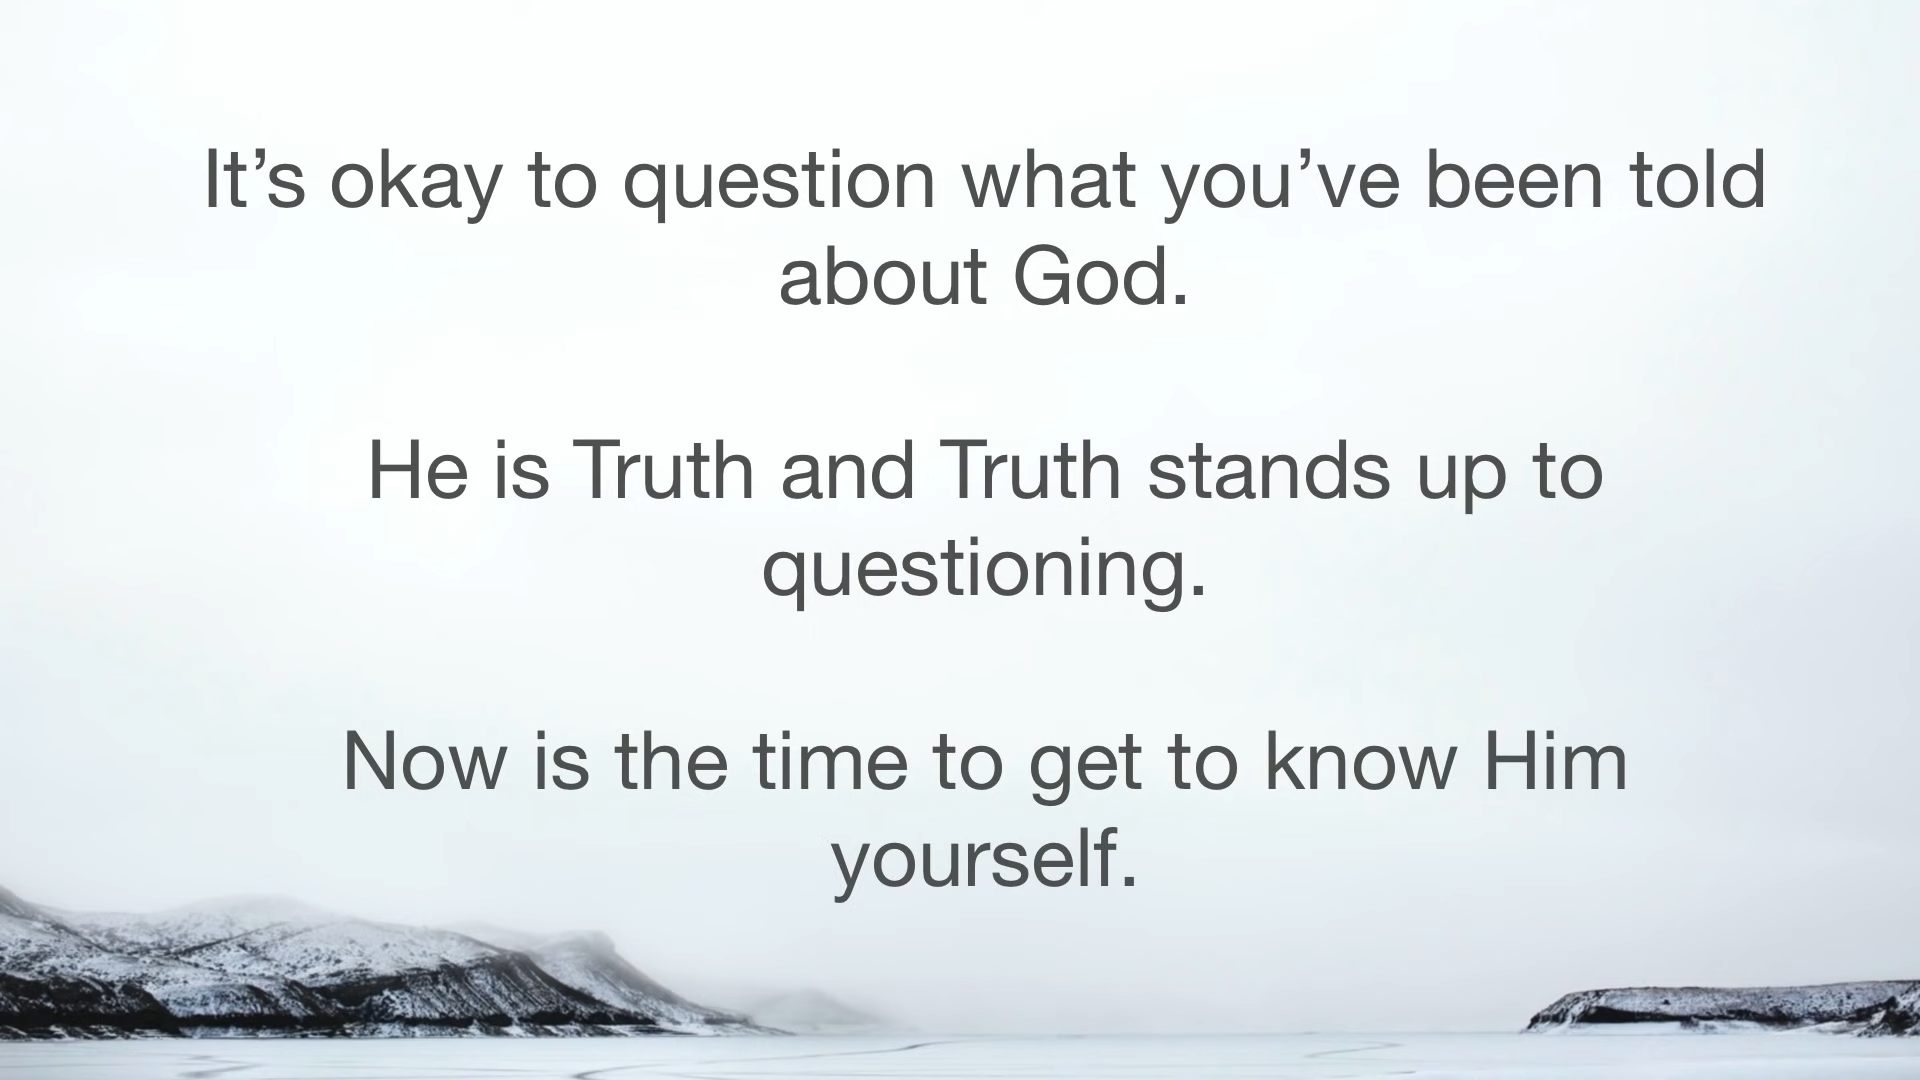 It’s okay to question what you’ve been told
about God.
He is Truth and Truth stands up to
questioning.
Now is the time to get to know Him
yourself.